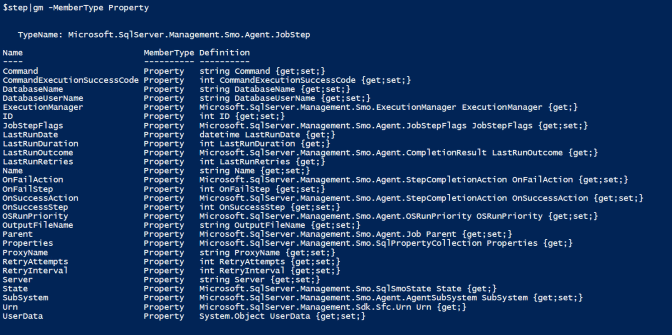 $step|gm -MemberType Property
TypeName: Microsoft.SqlServer.Management.Smo.Agent.JobStep
Name MemberType Definition
---- ---------- ----------
Command Property string Command {get;set;}
CommandExecutionSuccessCode Property int CommandExecutionSuccessCode {get;set;}
DatabaseName Property string DatabaseName {get;set;}
DatabaseUserName Property string DatabaseUserName {get;set;}
ExecutionManager Property Microsoft.SqlServer.Management.Smo.ExecutionManager ExecutionManager {get;}
ID Property int ID {get;set;}
JobStepFlags Property Microsoft.SqlServer.Management.Smo.Agent.JobStepFlags JobStepFlags {get;set;}
LastRunDate Property datetime LastRunDate {get;}
LastRunDuration Property int LastRunDuration {get;}
LastRunOutcome Property Microsoft.SqlServer.Management.Smo.Agent.CompletionResult LastRunOutcome {get;}
LastRunRetries Property int LastRunRetries {get;}
Name Property string Name {get;set;}
OnFailAction Property Microsoft.SqlServer.Management.Smo.Agent.StepCompletionAction OnFailAction {get;set;}
OnFailStep Property int OnFailStep {get;set;}
OnSuccessAction Property Microsoft.SqlServer.Management.Smo.Agent.StepCompletionAction OnSuccessAction {get;set;}
OnSuccessStep Property int OnSuccessStep {get;set;}
OSRunPriority Property Microsoft.SqlServer.Management.Smo.Agent.OSRunPriority OSRunPriority {get;set;}
OutputFileName Property string OutputFileName {get;set;}
Parent Property Microsoft.SqlServer.Management.Smo.Agent.Job Parent {get;set;}
Properties Property Microsoft.SqlServer.Management.Smo.SqlPropertyCollection Properties {get;}
ProxyName Property string ProxyName {get;set;}
RetryAttempts Property int RetryAttempts {get;set;}
RetryInterval Property int RetryInterval {get;set;}
Server Property string Server {get;set;}
State Property Microsoft.SqlServer.Management.Smo.SqlSmoState State {get;}
SubSystem Property Microsoft.SqlServer.Management.Smo.Agent.AgentSubSystem SubSystem {get;set;}
Urn Property Microsoft.SqlServer.Management.Sdk.Sfc.Urn Urn {get;}
UserData Property System.Object UserData {get;set;}